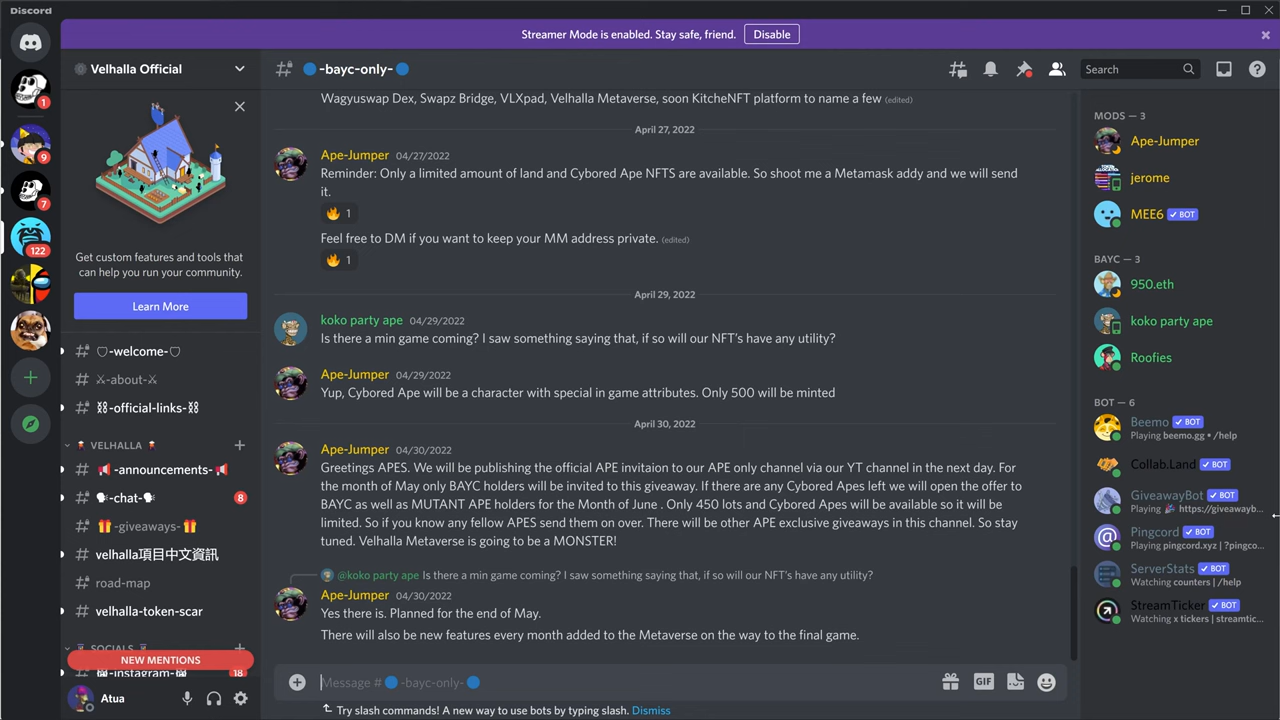 Discord
Streamer Mode is enabled. Stay safe, friend.
Disable
Velhalla Official
-bayc-only-
Search
1
9
7
122
Get custom features and tools that
can help you run your community.
Learn More
♡-welcome-♡
⚔-about-⚔
⛓-official-links-⛓
VELHALLA
-announcements-
-chat-
8
-giveaways-
velhalla項目中文資訊
road-map
velhalla-token-scar
SOCIALS
-instagram-
18
NEW MENTIONS
Atua
Wagyuswap Dex, Swapz Bridge, VLXpad, Velhalla Metaverse, soon KitcheNFT platform to name a few (edited)
April 27, 2022
Ape-Jumper 04/27/2022
Reminder: Only a limited amount of land and Cybored Ape NFTS are available. So shoot me a Metamask addy and we will send
it.
1
Feel free to DM if you want to keep your MM address private. (edited)
1
April 29, 2022
koko party ape 04/29/2022
Is there a min game coming? I saw something saying that, if so will our NFT's have any utility?
Ape-Jumper 04/29/2022
Yup, Cybored Ape will be a character with special in game attributes. Only 500 will be minted
April 30, 2022
Ape-Jumper 04/30/2022
Greetings APES. We will be publishing the official APE invitaion to our APE only channel via our YT channel in the next day. For
the month of May only BAYC holders will be invited to this giveaway. If there are any Cybored Apes left we will open the offer to
BAYC as well as MUTANT APE holders for the Month of June . Only 450 lots and Cybored Apes will be available so it will be
limited. So if you know any fellow APES send them on over. There will be other APE exclusive giveaways in this channel. So stay
tuned. Velhalla Metaverse is going to be a MONSTER!
@koko party ape Is there a min game coming? I saw something saying that, if so will our NFT's have any utility?
Ape-Jumper 04/30/2022
Yes there is. Planned for the end of May.
There will also be new features every month added to the Metaverse on the way to the final game.
Message # -bayc-only-
GIF
Try slash commands! A new way to use bots by typing slash. Dismiss
MODS — 3
Ape-Jumper
jerome
MEE6 ✔ BOT
BAYC — 3
950.eth
koko party ape
Roofies
BOT — 6
Beemo ✔ BOT
Playing beemo.gg • /help
Collab.Land ✔ BOT
GiveawayBot ✔ BOT
Playing 🎉 https://giveawayb...
Pingcord ✔ BOT
Playing pingcord.xyz | ?pingco...
ServerStats ✔ BOT
Watching counters | /help
StreamTicker ✔ BOT
Watching x tickers | streamtic...